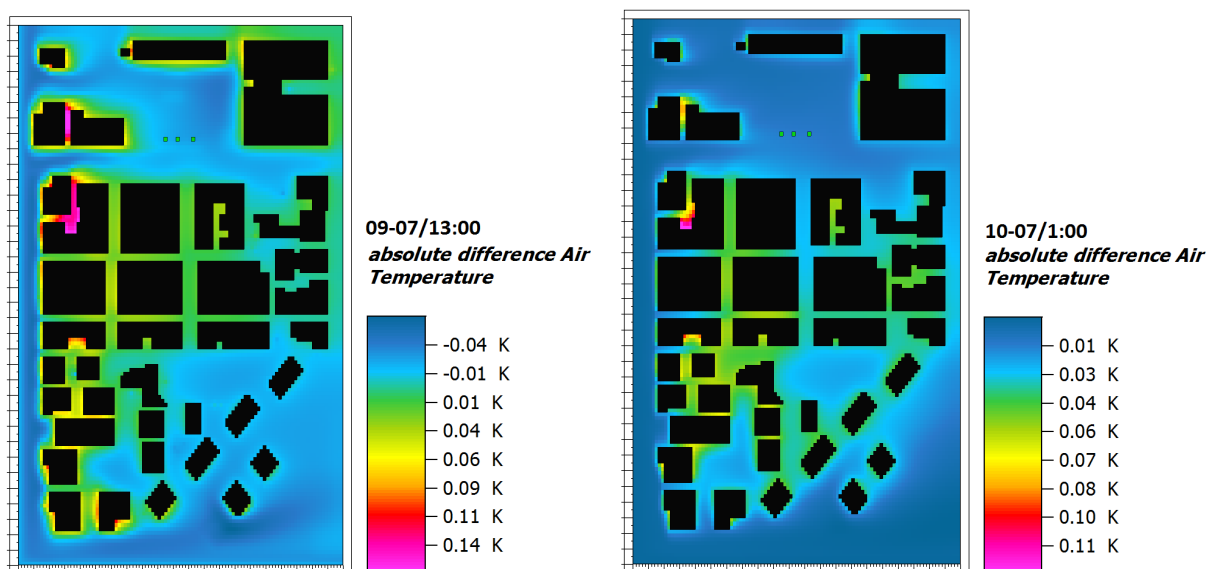 09-07/13:00
absolute difference Air
Temperature
-0.04 K
-0.01 K
0.01 K
0.04 K
0.06 K
0.09 K
0.11 K
0.14 K
10-07/1:00
absolute difference Air
Temperature
0.01 K
0.03 K
0.04 K
0.06 K
0.08 K
0.10 K
0.11 K